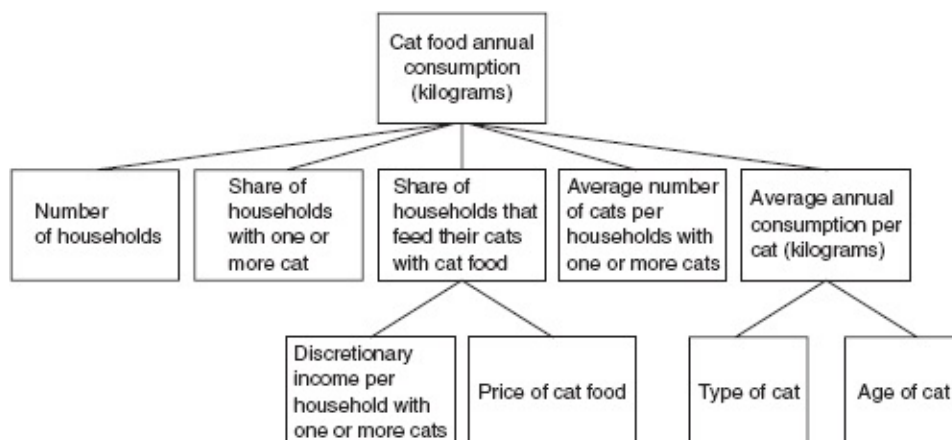 Cat food annual
consumption
(kilograms)
Number
of households
Share of
households
with one or
more cat
Share of
households that
feed their cats
with cat food
Average number
of cats per
households with
one or more cats
Average annual
consumption per
cat (kilograms)
Discretionary
income per
household with
one or more cats
Price of cat food
Type of cat
Age of cat